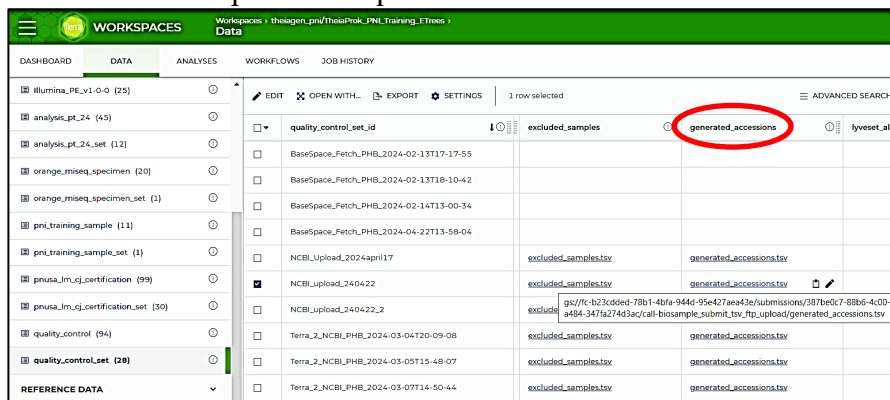 Terra
WORKSPACES
Workspaces › theiagen_pni/TheiaProk_PNI_Training_ETrees ›
Data
DASHBOARD DATA ANALYSES WORKFLOWS JOB HISTORY
Illumina_PE_v1-0-0 (25)
analysis_pt_24 (45)
analysis_pt_24_set (12)
orange_miseq_specimen (20)
orange_miseq_specimen_set (1)
pni_training_sample (11)
pni_training_sample_set (1)
pnusa_lm_cj_certification (99)
pnusa_lm_cj_certification_set (30)
quality_control (94)
quality_control_set (28)
REFERENCE DATA
EDIT OPEN WITH... EXPORT SETTINGS 1 row selected ADVANCED SEARCH
quality_control_set_id excluded_samples generated_accessions lyveset_al
BaseSpace_Fetch_PHB_2024-02-13T17-17-55
BaseSpace_Fetch_PHB_2024-02-13T18-10-42
BaseSpace_Fetch_PHB_2024-02-14T13-00-34
BaseSpace_Fetch_PHB_2024-04-22T13-58-04
NCBI_Upload_2024april17 excluded_samples.tsv generated_accessions.tsv
NCBI_upload_240422 excluded_samples.tsv generated_accessions.tsv
NCBI_upload_240422_2 exclude
gs://fc-b23cdded-78b1-4bfa-944d-95e427aea43e/submissions/387be0c7-88b6-4c00-
a484-347fa274d3ac/call-biosample_submit_tsv_ftp_upload/generated_accessions.tsv
Terra_2_NCBI_PHB_2024-03-04T20-09-08 excluded_samples.tsv generated_accessions.tsv
Terra_2_NCBI_PHB_2024-03-05T15-48-07 excluded_samples.tsv generated_accessions.tsv
Terra_2_NCBI_PHB_2024-03-07T14-50-44 excluded_samples.tsv generated_accessions.tsv